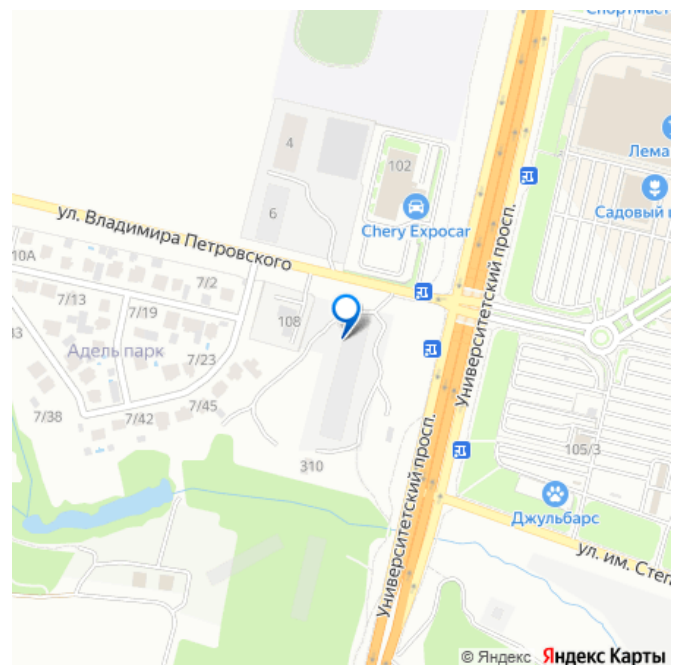 Спортмаст
4
102
Лема
6
ул. Владимира Петровского
Chery Expocar
Садовый ц
Университетский просп.
10А
7/2
7/13
7/19
108
Адель парк
7/23
7/38
7/42
7/45
310
Университетский просп.
105/3
Джульбарс
ул. им. Степ
© Яндекс Яндекс Карты